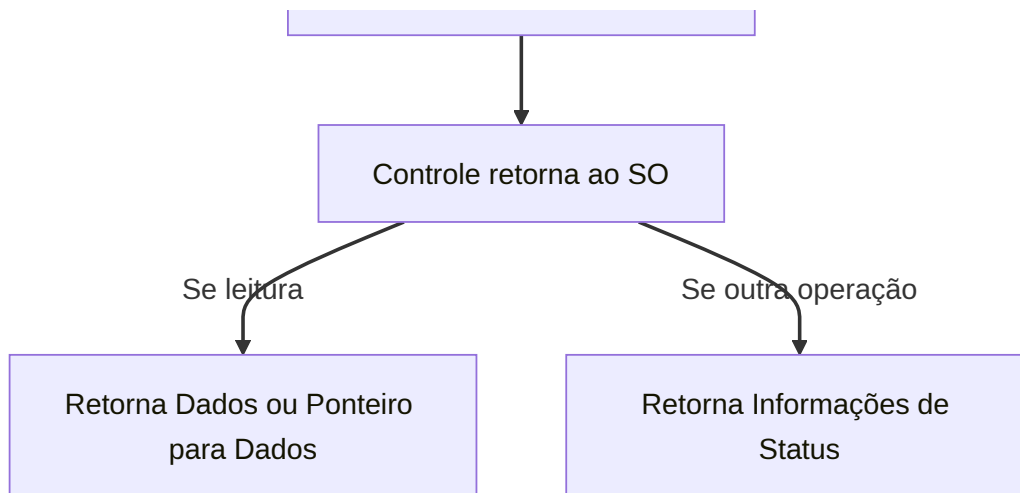 Controle retorna ao SO
Se leitura
Se outra operação
Retorna Dados ou Ponteiro
para Dados
Retorna Informações de
Status